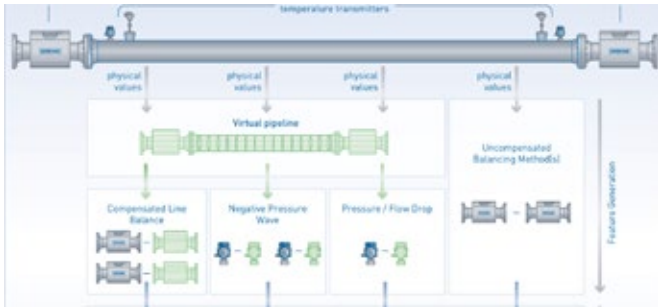 temperature transmitters
physical
values
physical
values
physical
values
physical
values
Virtual pipeline
Uncompensated
Balancing Method(s)
Compensated Line
Balance
Negative Pressure
Wave
Pressure / Flow Drop
Feature Generation